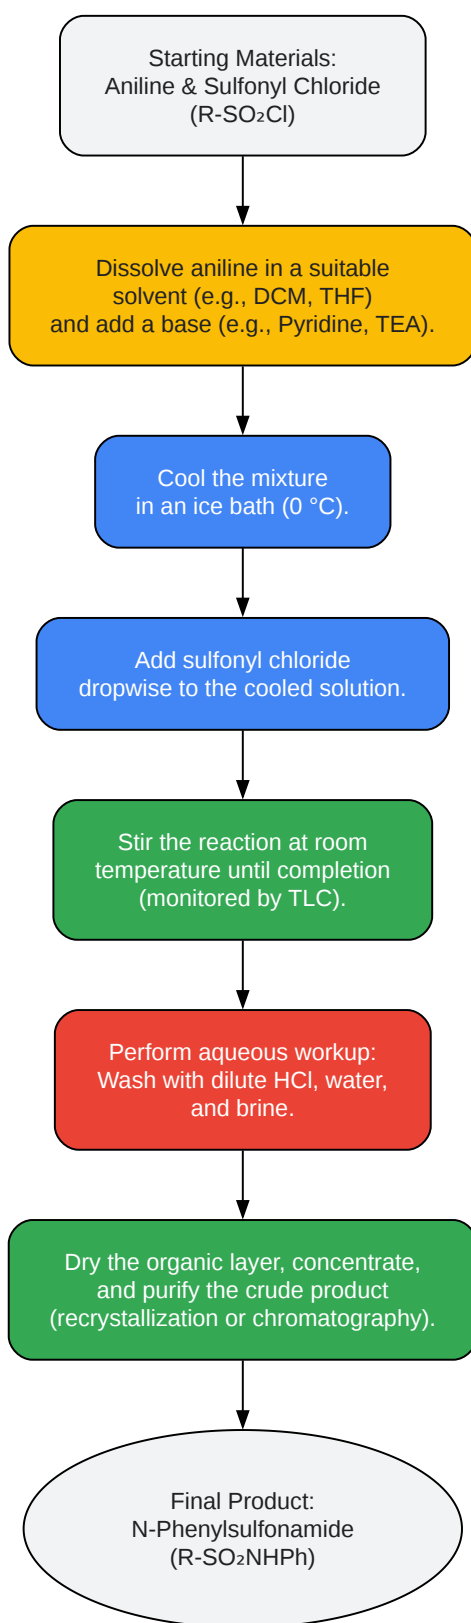 Starting Materials:
Aniline & Sulfonyl Chloride
(R-SO₂Cl)
Dissolve aniline in a suitable
solvent (e.g., DCM, THF)
and add a base (e.g., Pyridine, TEA).
Cool the mixture
in an ice bath (0 °C).
Add sulfonyl chloride
dropwise to the cooled solution.
Stir the reaction at room
temperature until completion
(monitored by TLC).
Perform aqueous workup:
Wash with dilute HCl, water,
and brine.
Dry the organic layer, concentrate,
and purify the crude product
(recrystallization or chromatography).
Final Product:
N-Phenylsulfonamide
(R-SO₂NHPh)